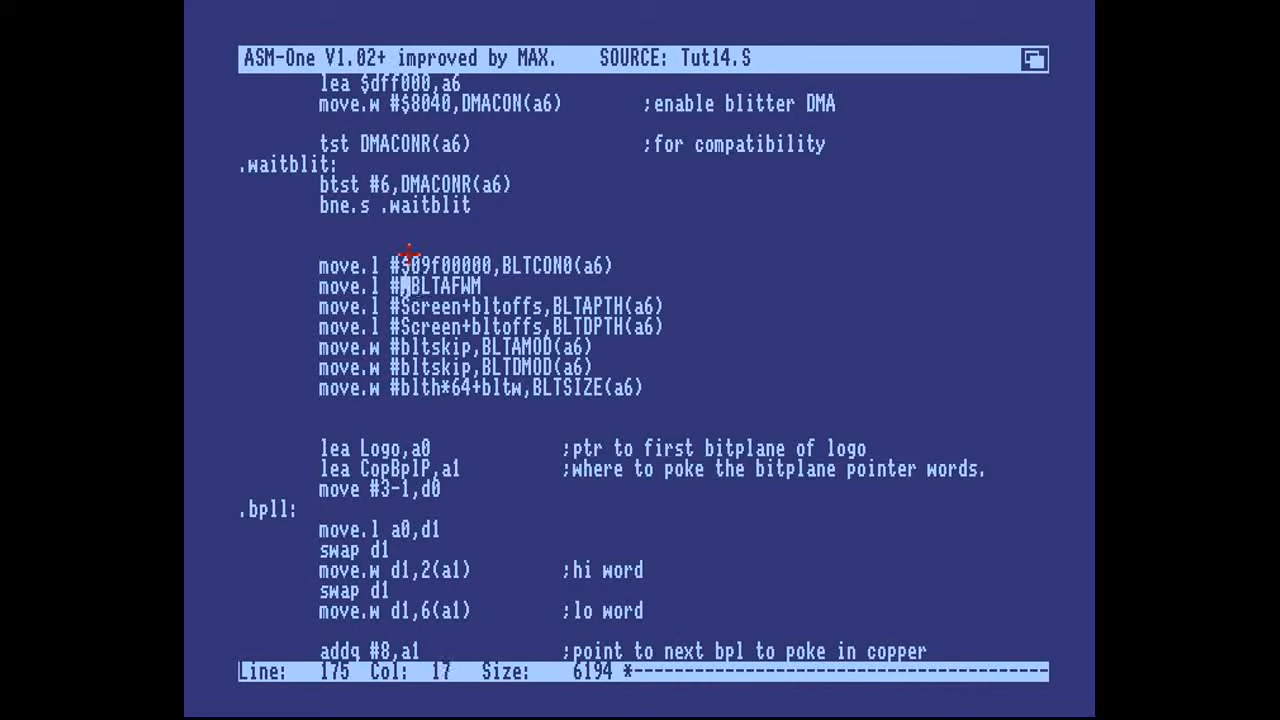 ASM-One V1.02+ improved by MAX. SOURCE: Tut14.S
lea $dff000,a6
move.w #$8040,DMACON(a6) ;enable blitter DMA
tst DMACONR(a6) ;for compatibility
.waitblit:
btst #6,DMACONR(a6)
bne.s .waitblit
move.l #$09f00000,BLTCON0(a6)
move.l #BLTAFWM
move.l #Screen+bltoffs,BLTAPTH(a6)
move.l #Screen+bltoffs,BLTDPTH(a6)
move.w #bltskip,BLTAMOD(a6)
move.w #bltskip,BLTDMOD(a6)
move.w #blth*64+bltw,BLTSIZE(a6)
lea Logo,a0 ;ptr to first bitplane of logo
lea CopBplP,a1 ;where to poke the bitplane pointer words.
move #3-1,d0
.bpll:
move.l a0,d1
swap d1
move.w d1,2(a1) ;hi word
swap d1
move.w d1,6(a1) ;lo word
addq #8,a1 ;point to next bpl to poke in copper
Line: 175 Col: 17 Size: 6194 *-----------------------------------------